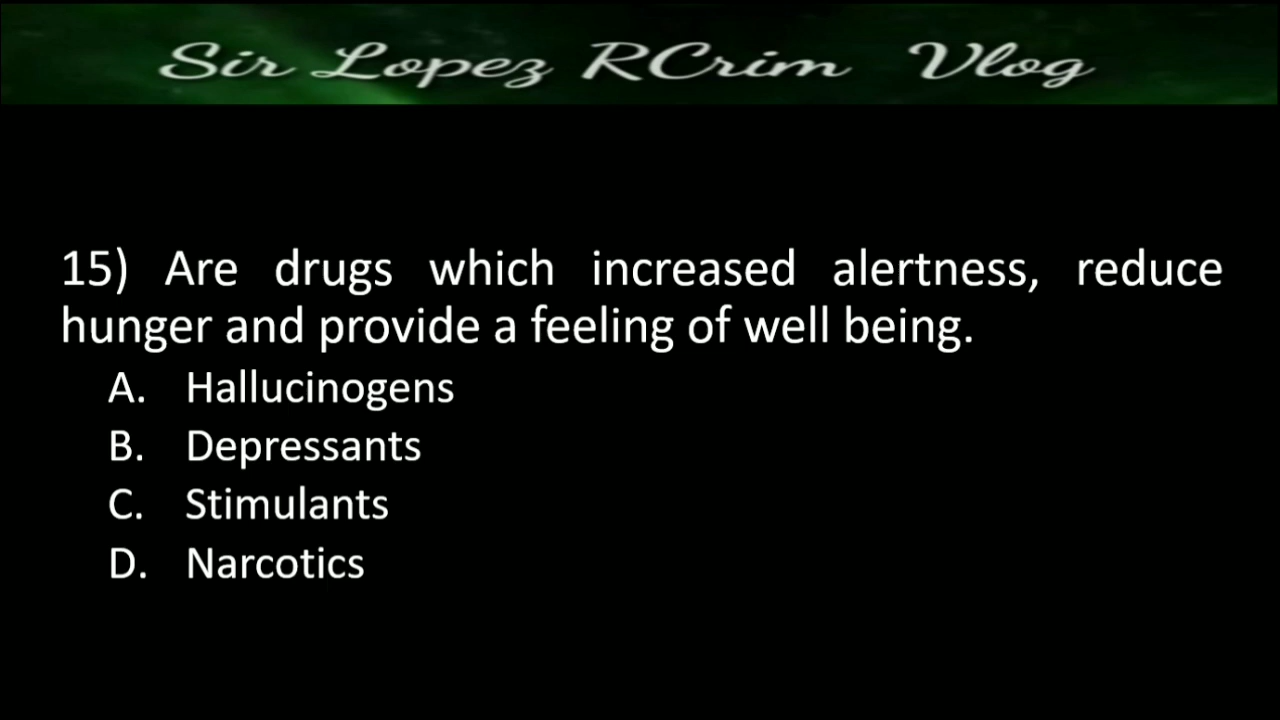 Sir Lopez RCrim Vlog
15) Are drugs which increased alertness, reduce
hunger and provide a feeling of well being.
A. Hallucinogens
B. Depressants
C. Stimulants
D. Narcotics